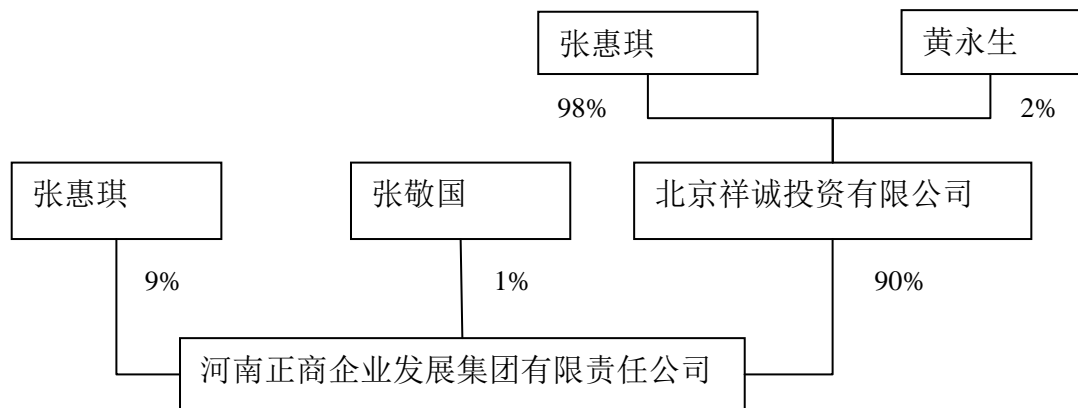 张惠琪
黄永生
98%
2%
张惠琪
张敬国
北京祥诚投资有限公司
9%
1%
90%
河南正商企业发展集团有限责任公司